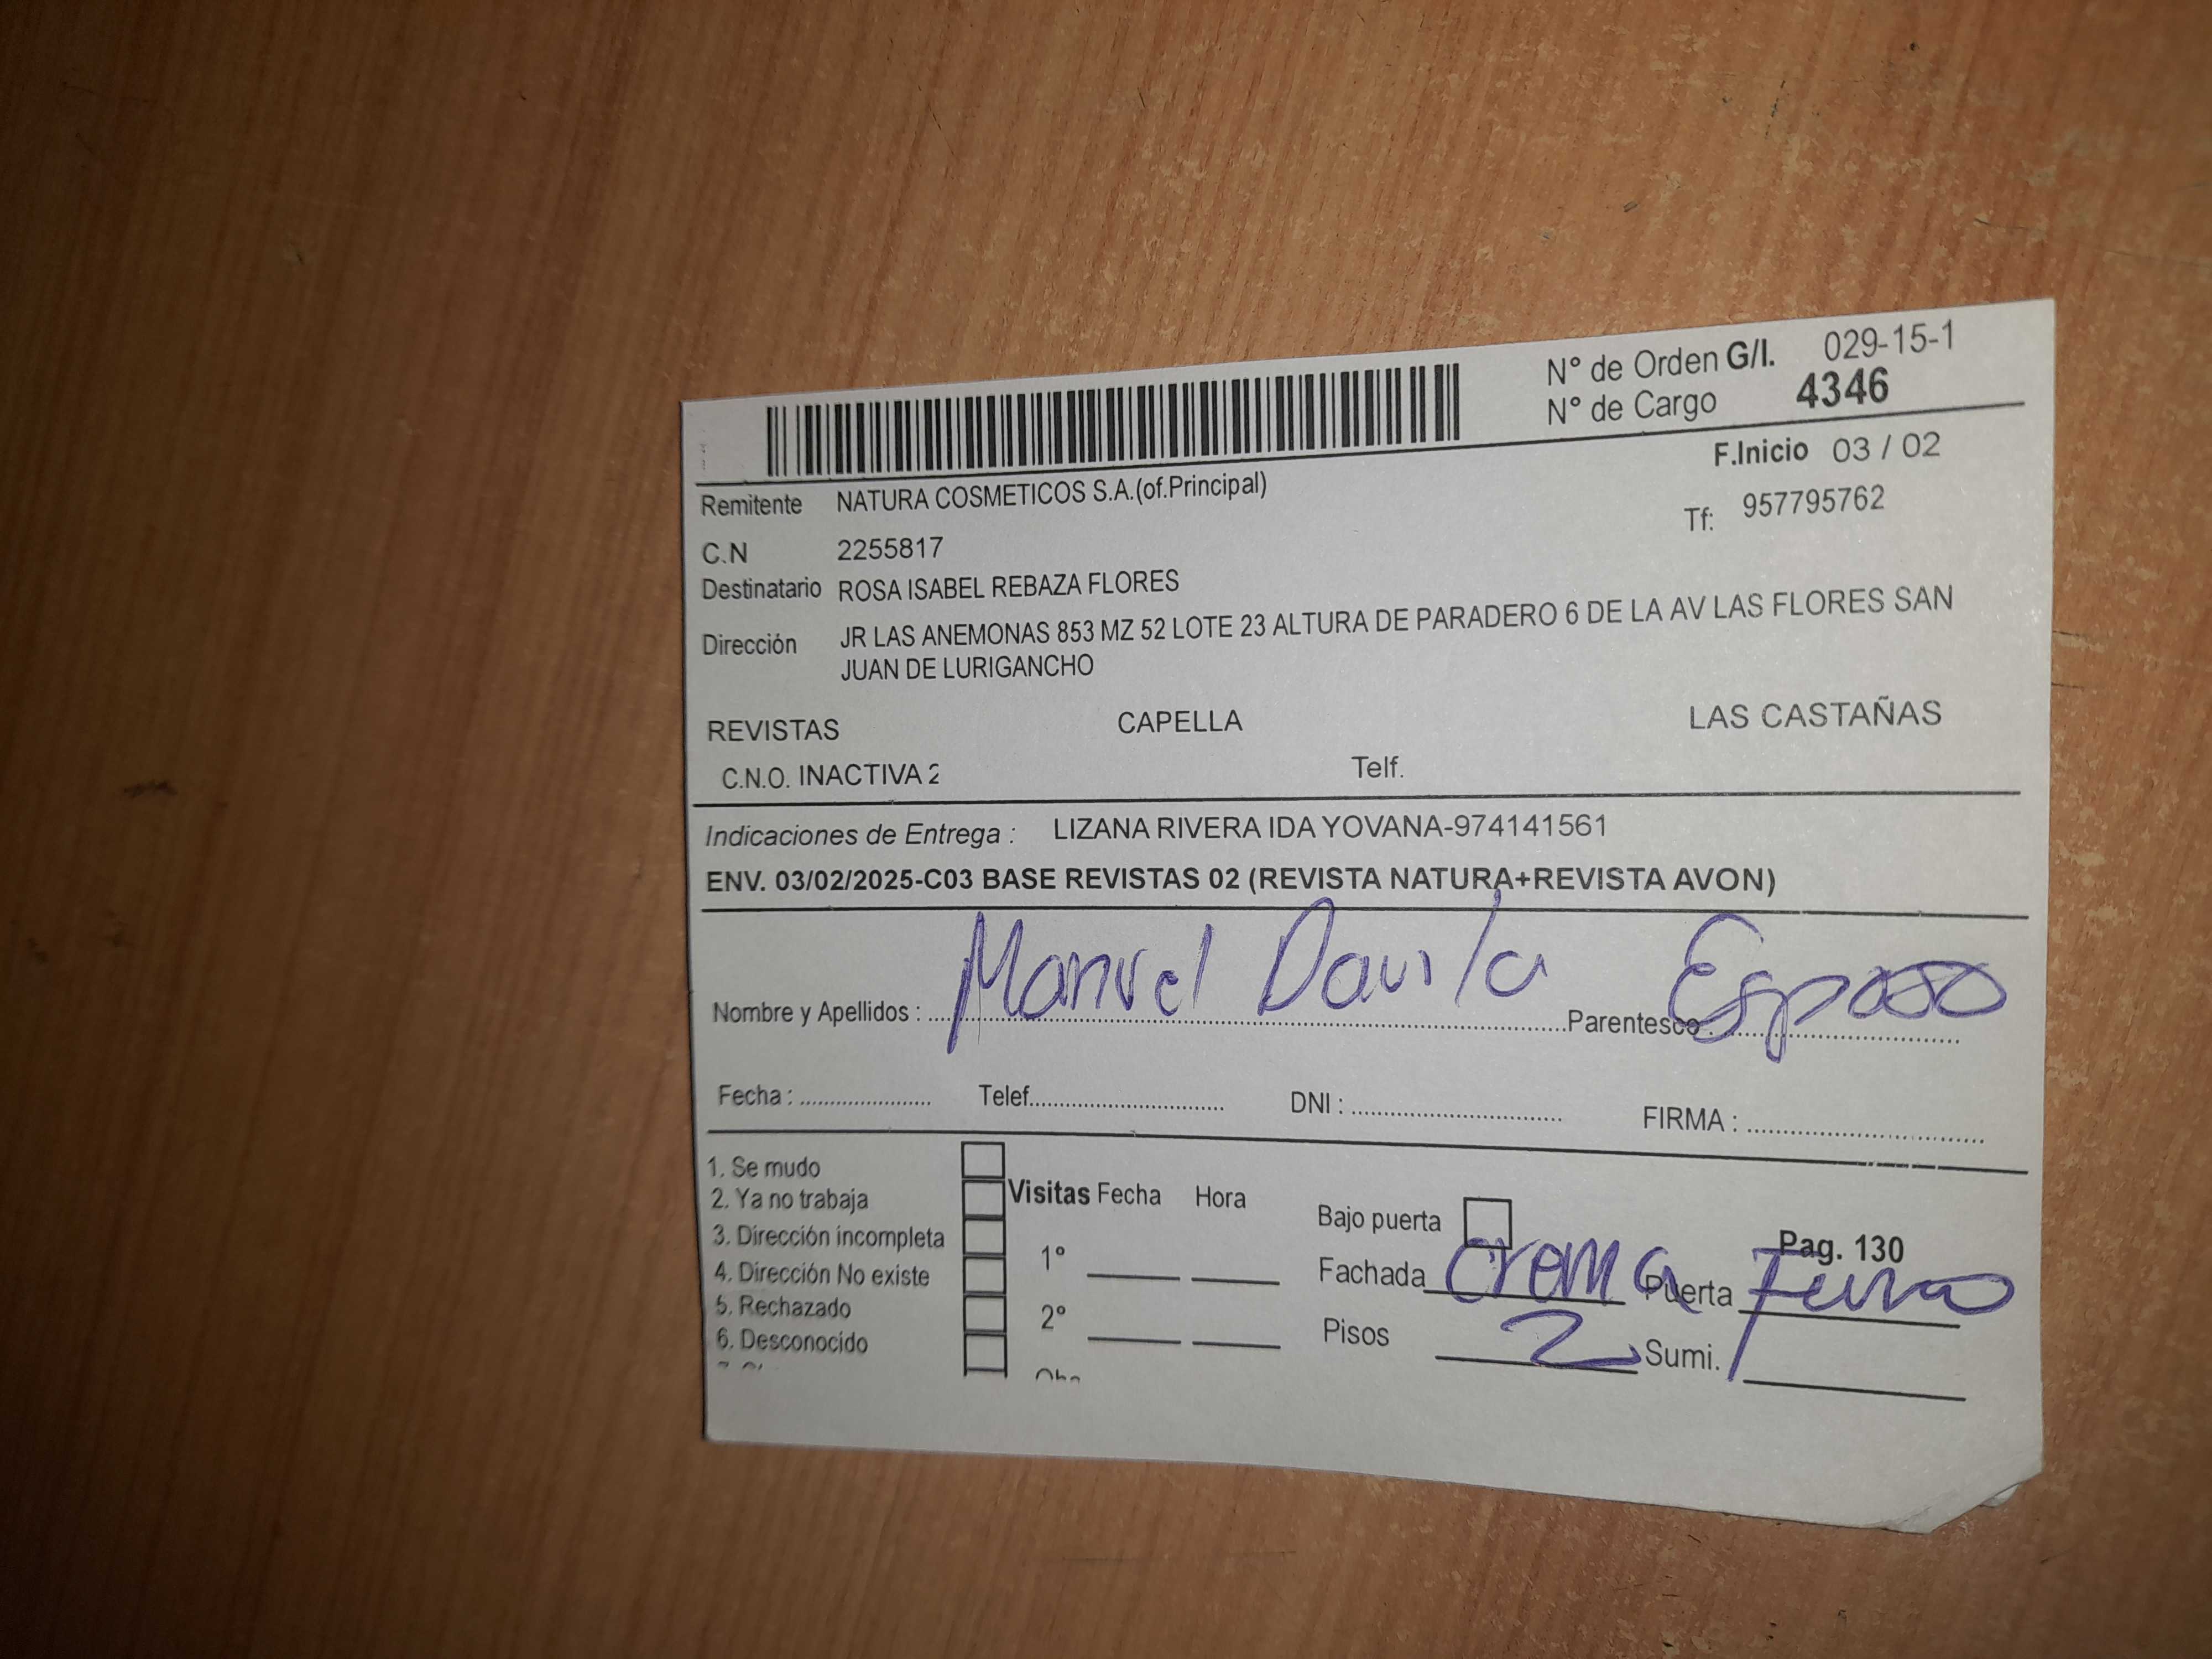 N° de Orden G/I. 029-15-1
N° de Cargo 4346
F.Inicio 03 / 02
Remitente NATURA COSMETICOS S.A.(of.Principal)
Tf: 957795762
C.N 2255817
Destinatario ROSA ISABEL REBAZA FLORES
Dirección JR LAS ANEMONAS 853 MZ 52 LOTE 23 ALTURA DE PARADERO 6 DE LA AV LAS FLORES SAN
JUAN DE LURIGANCHO
REVISTAS CAPELLA LAS CASTAÑAS
C.N.O. INACTIVA 2 Telf.
Indicaciones de Entrega : LIZANA RIVERA IDA YOVANA-974141561
ENV. 03/02/2025-C03 BASE REVISTAS 02 (REVISTA NATURA+REVISTA AVON)
Nombre y Apellidos : Manuel Davila Parentesco : Esposo
Fecha : Telef. DNI : FIRMA :
1. Se mudo
2. Ya no trabaja
3. Dirección incompleta
4. Dirección No existe
5. Rechazado
6. Desconocido
Visitas Fecha Hora
1°
2°
Bajo puerta
Pag. 130
Fachada Crema Puerta Fierro
Pisos 2 Sumi.